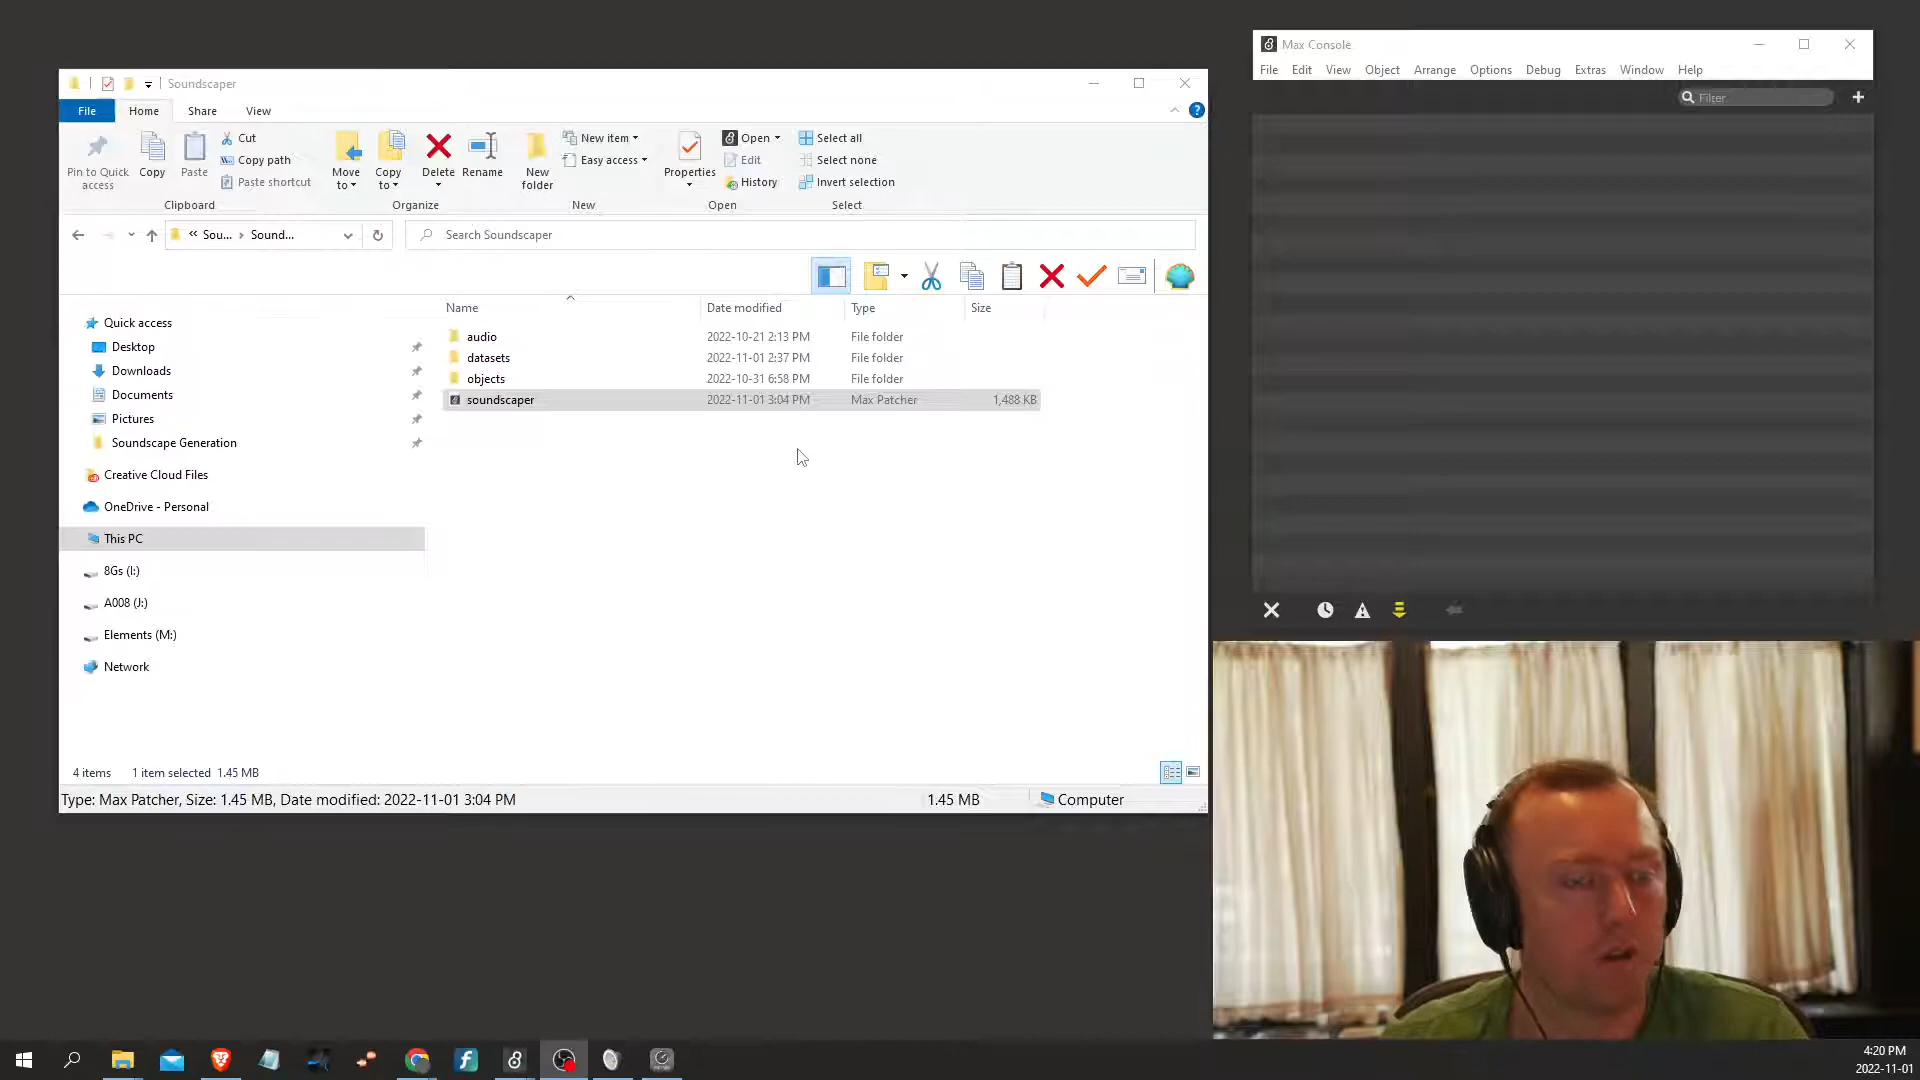 Soundscaper
File Home Share View
Pin to Quick access
Copy
Paste
Cut
Copy path
Paste shortcut
Clipboard
Move to
Copy to
Delete
Rename
Organize
New folder
New item
Easy access
New
Properties
Open
Edit
History
Open
Select all
Select none
Invert selection
Select
« Sou... › Sound...
Search Soundscaper
Name Date modified Type Size
audio 2022-10-21 2:13 PM File folder
datasets 2022-11-01 2:37 PM File folder
objects 2022-10-31 6:58 PM File folder
soundscaper 2022-11-01 3:04 PM Max Patcher 1,488 KB
Quick access
Desktop
Downloads
Documents
Pictures
Soundscape Generation
Creative Cloud Files
OneDrive - Personal
This PC
8Gs (I:)
A008 (J:)
Elements (M:)
Network
4 items 1 item selected 1.45 MB
Type: Max Patcher, Size: 1.45 MB, Date modified: 2022-11-01 3:04 PM 1.45 MB Computer
Max Console
File Edit View Object Arrange Options Debug Extras Window Help
Filter
4:20 PM
2022-11-01